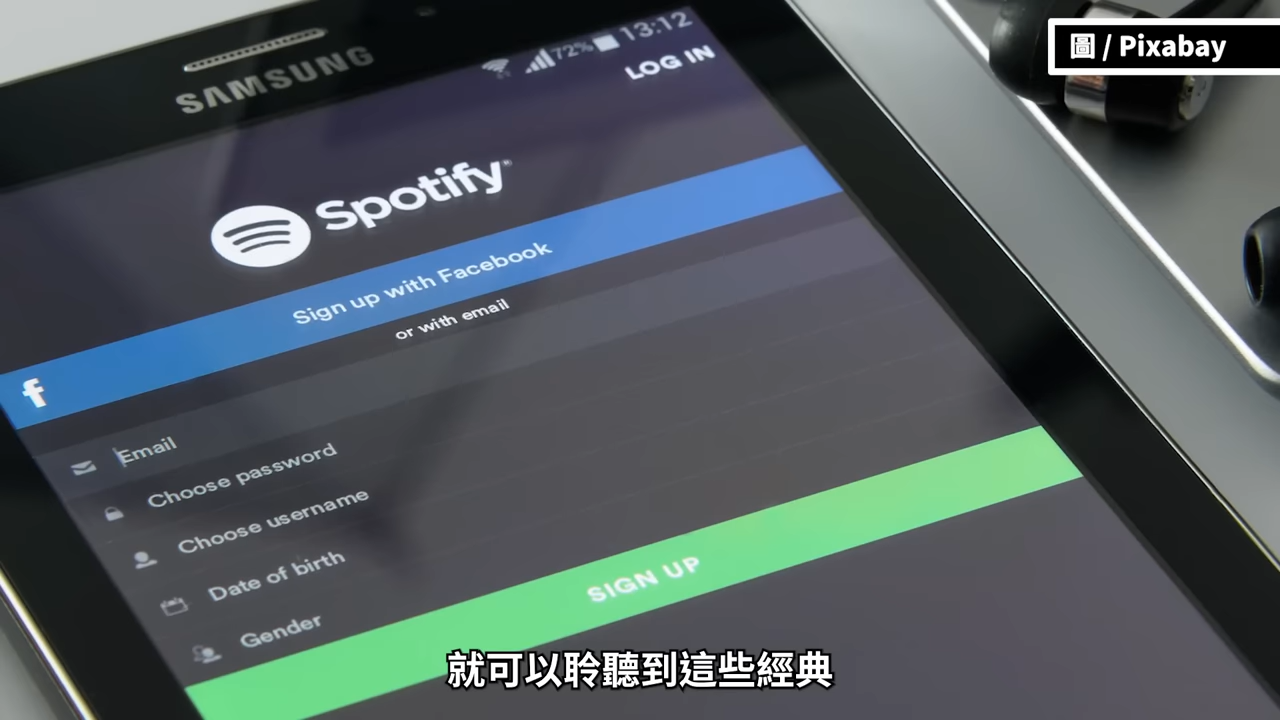 圖 / Pixabay
SAMSUNG
72% 13:12
LOG IN
Spotify
Sign up with Facebook
or with email
Email
Choose password
Choose username
Date of birth
Gender
SIGN UP
就可以聆聽到這些經典